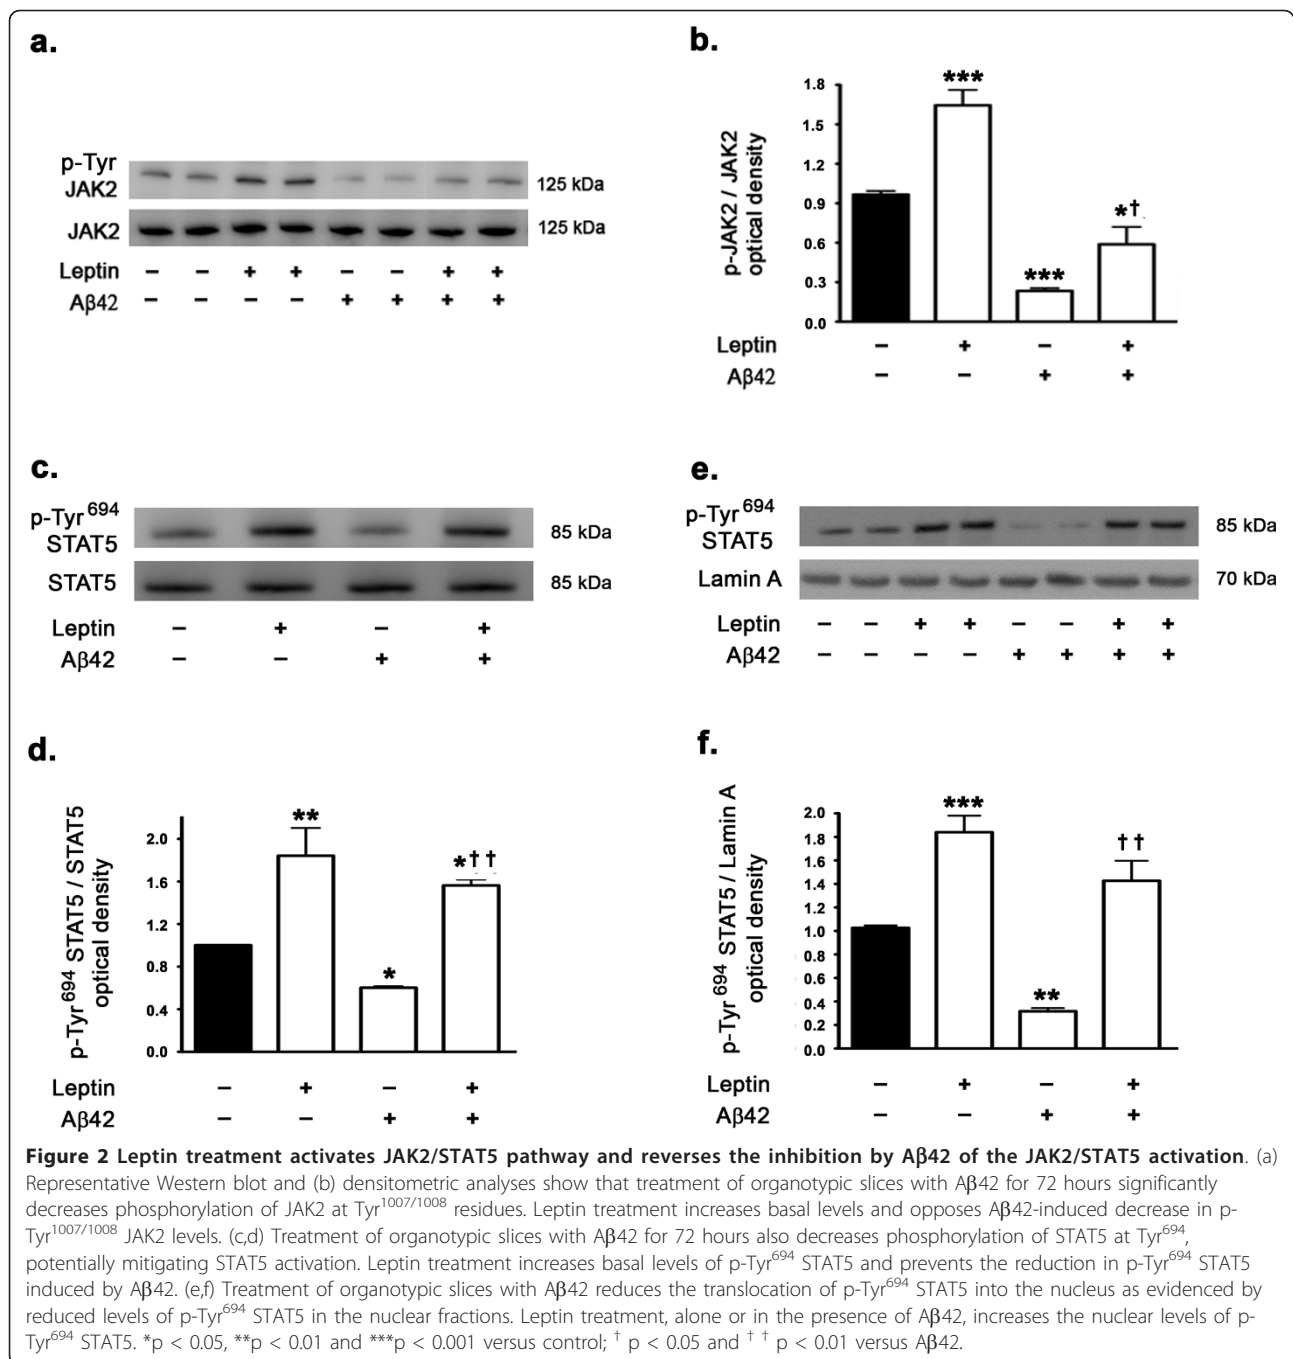 a.
p-Tyr
JAK2
125 kDa
JAK2
125 kDa
Leptin − − + + − − + +
Aβ42 − − − − + + + +
b.
p-JAK2 / JAK2
optical density
1.8
1.5
1.2
0.9
0.6
0.3
0.0
***
***
*†
Leptin − + − +
Aβ42 − − + +
c.
p-Tyr⁶⁹⁴
STAT5
85 kDa
STAT5
85 kDa
Leptin − + − +
Aβ42 − − + +
e.
p-Tyr⁶⁹⁴
STAT5
85 kDa
Lamin A
70 kDa
Leptin − − + + − − + +
Aβ42 − − − − + + + +
d.
p-Tyr⁶⁹⁴ STAT5 / STAT5
optical density
2.0
1.6
1.2
0.8
0.4
0.0
**
*
*††
Leptin − + − +
Aβ42 − − + +
f.
p-Tyr⁶⁹⁴ STAT5 / Lamin A
optical density
2.0
1.8
1.6
1.4
1.2
1.0
0.8
0.6
0.4
0.2
0.0
***
**
††
Leptin − + − +
Aβ42 − − + +
Figure 2 Leptin treatment activates JAK2/STAT5 pathway and reverses the inhibition by Aβ42 of the JAK2/STAT5 activation. (a)
Representative Western blot and (b) densitometric analyses show that treatment of organotypic slices with Aβ42 for 72 hours significantly
decreases phosphorylation of JAK2 at Tyr¹⁰⁰⁷/¹⁰⁰⁸ residues. Leptin treatment increases basal levels and opposes Aβ42-induced decrease in p-
Tyr¹⁰⁰⁷/¹⁰⁰⁸ JAK2 levels. (c,d) Treatment of organotypic slices with Aβ42 for 72 hours also decreases phosphorylation of STAT5 at Tyr⁶⁹⁴,
potentially mitigating STAT5 activation. Leptin treatment increases basal levels of p-Tyr⁶⁹⁴ STAT5 and prevents the reduction in p-Tyr⁶⁹⁴ STAT5
induced by Aβ42. (e,f) Treatment of organotypic slices with Aβ42 reduces the translocation of p-Tyr⁶⁹⁴ STAT5 into the nucleus as evidenced by
reduced levels of p-Tyr⁶⁹⁴ STAT5 in the nuclear fractions. Leptin treatment, alone or in the presence of Aβ42, increases the nuclear levels of p-
Tyr⁶⁹⁴ STAT5. *p < 0.05, **p < 0.01 and ***p < 0.001 versus control; † p < 0.05 and † † p < 0.01 versus Aβ42.